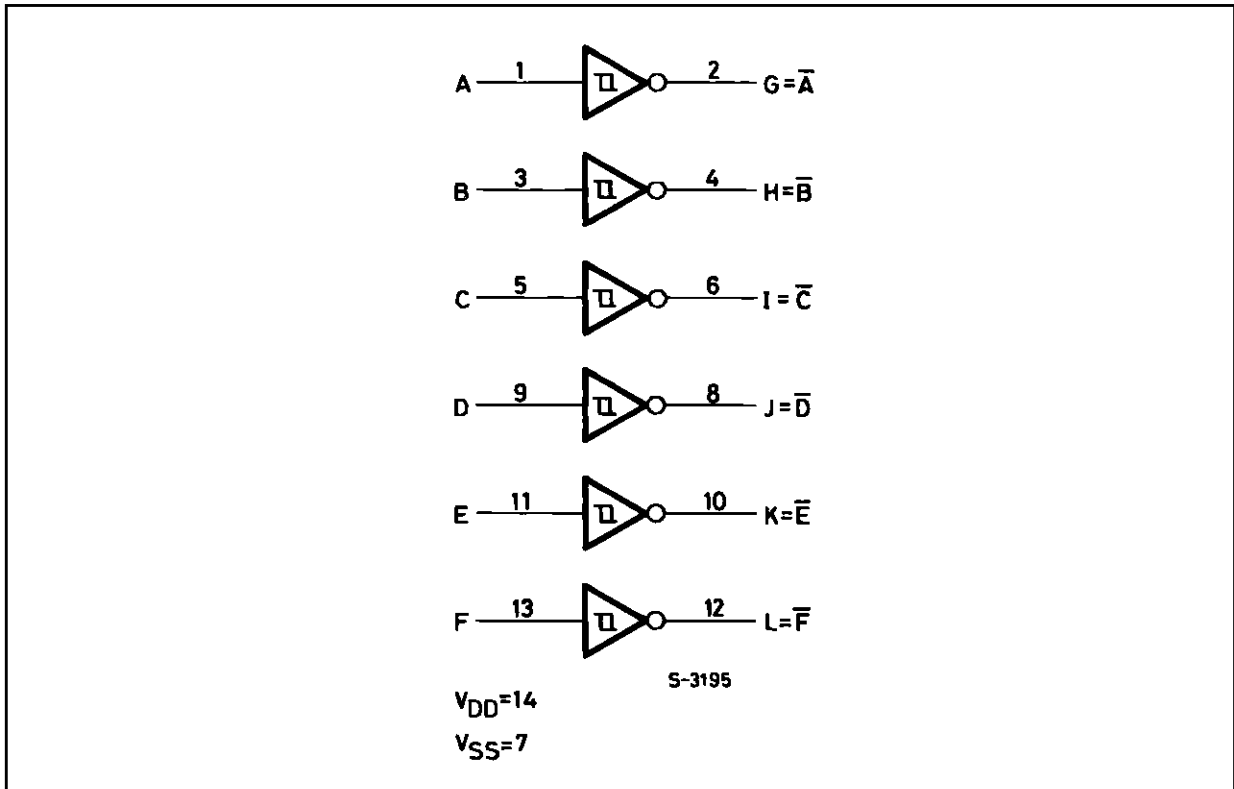 A 1 2 G=A̅
B 3 4 H=B̅
C 5 6 I=C̅
D 9 8 J=D̅
E 11 10 K=E̅
F 13 12 L=F̅
S-3195
VDD=14
VSS=7